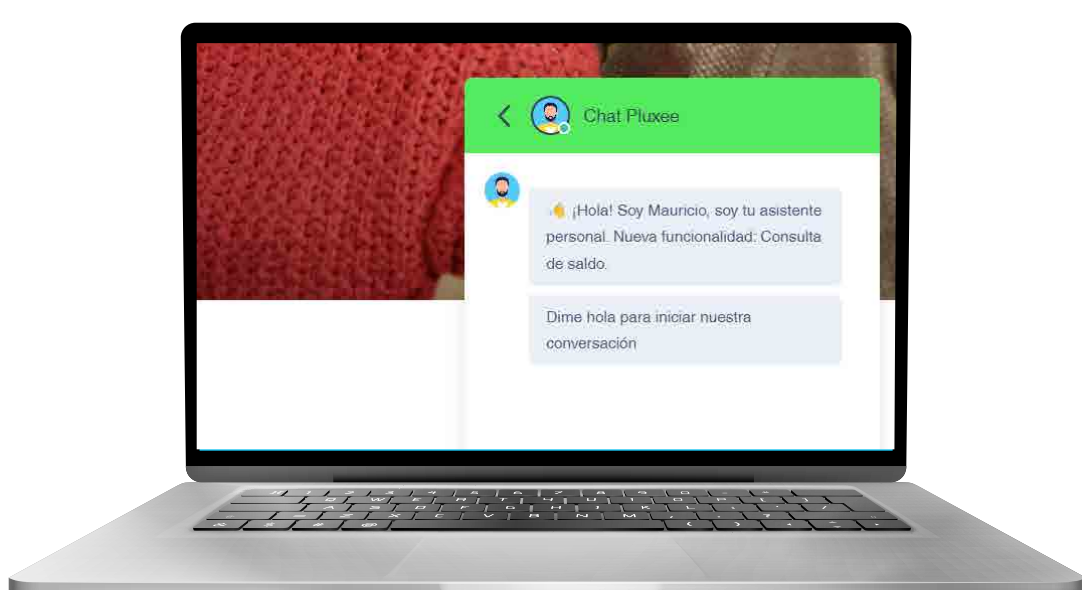 Chat Pluxee
¡Hola! Soy Mauricio, soy tu asistente
personal. Nueva funcionalidad: Consulta
de saldo.
Dime hola para iniciar nuestra
conversación